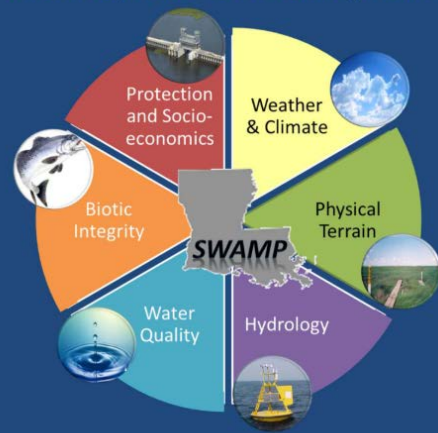 Protection
and Socio-
economics
Weather
& Climate
Physical
Terrain
Hydrology
Water
Quality
Biotic
Integrity
SWAMP